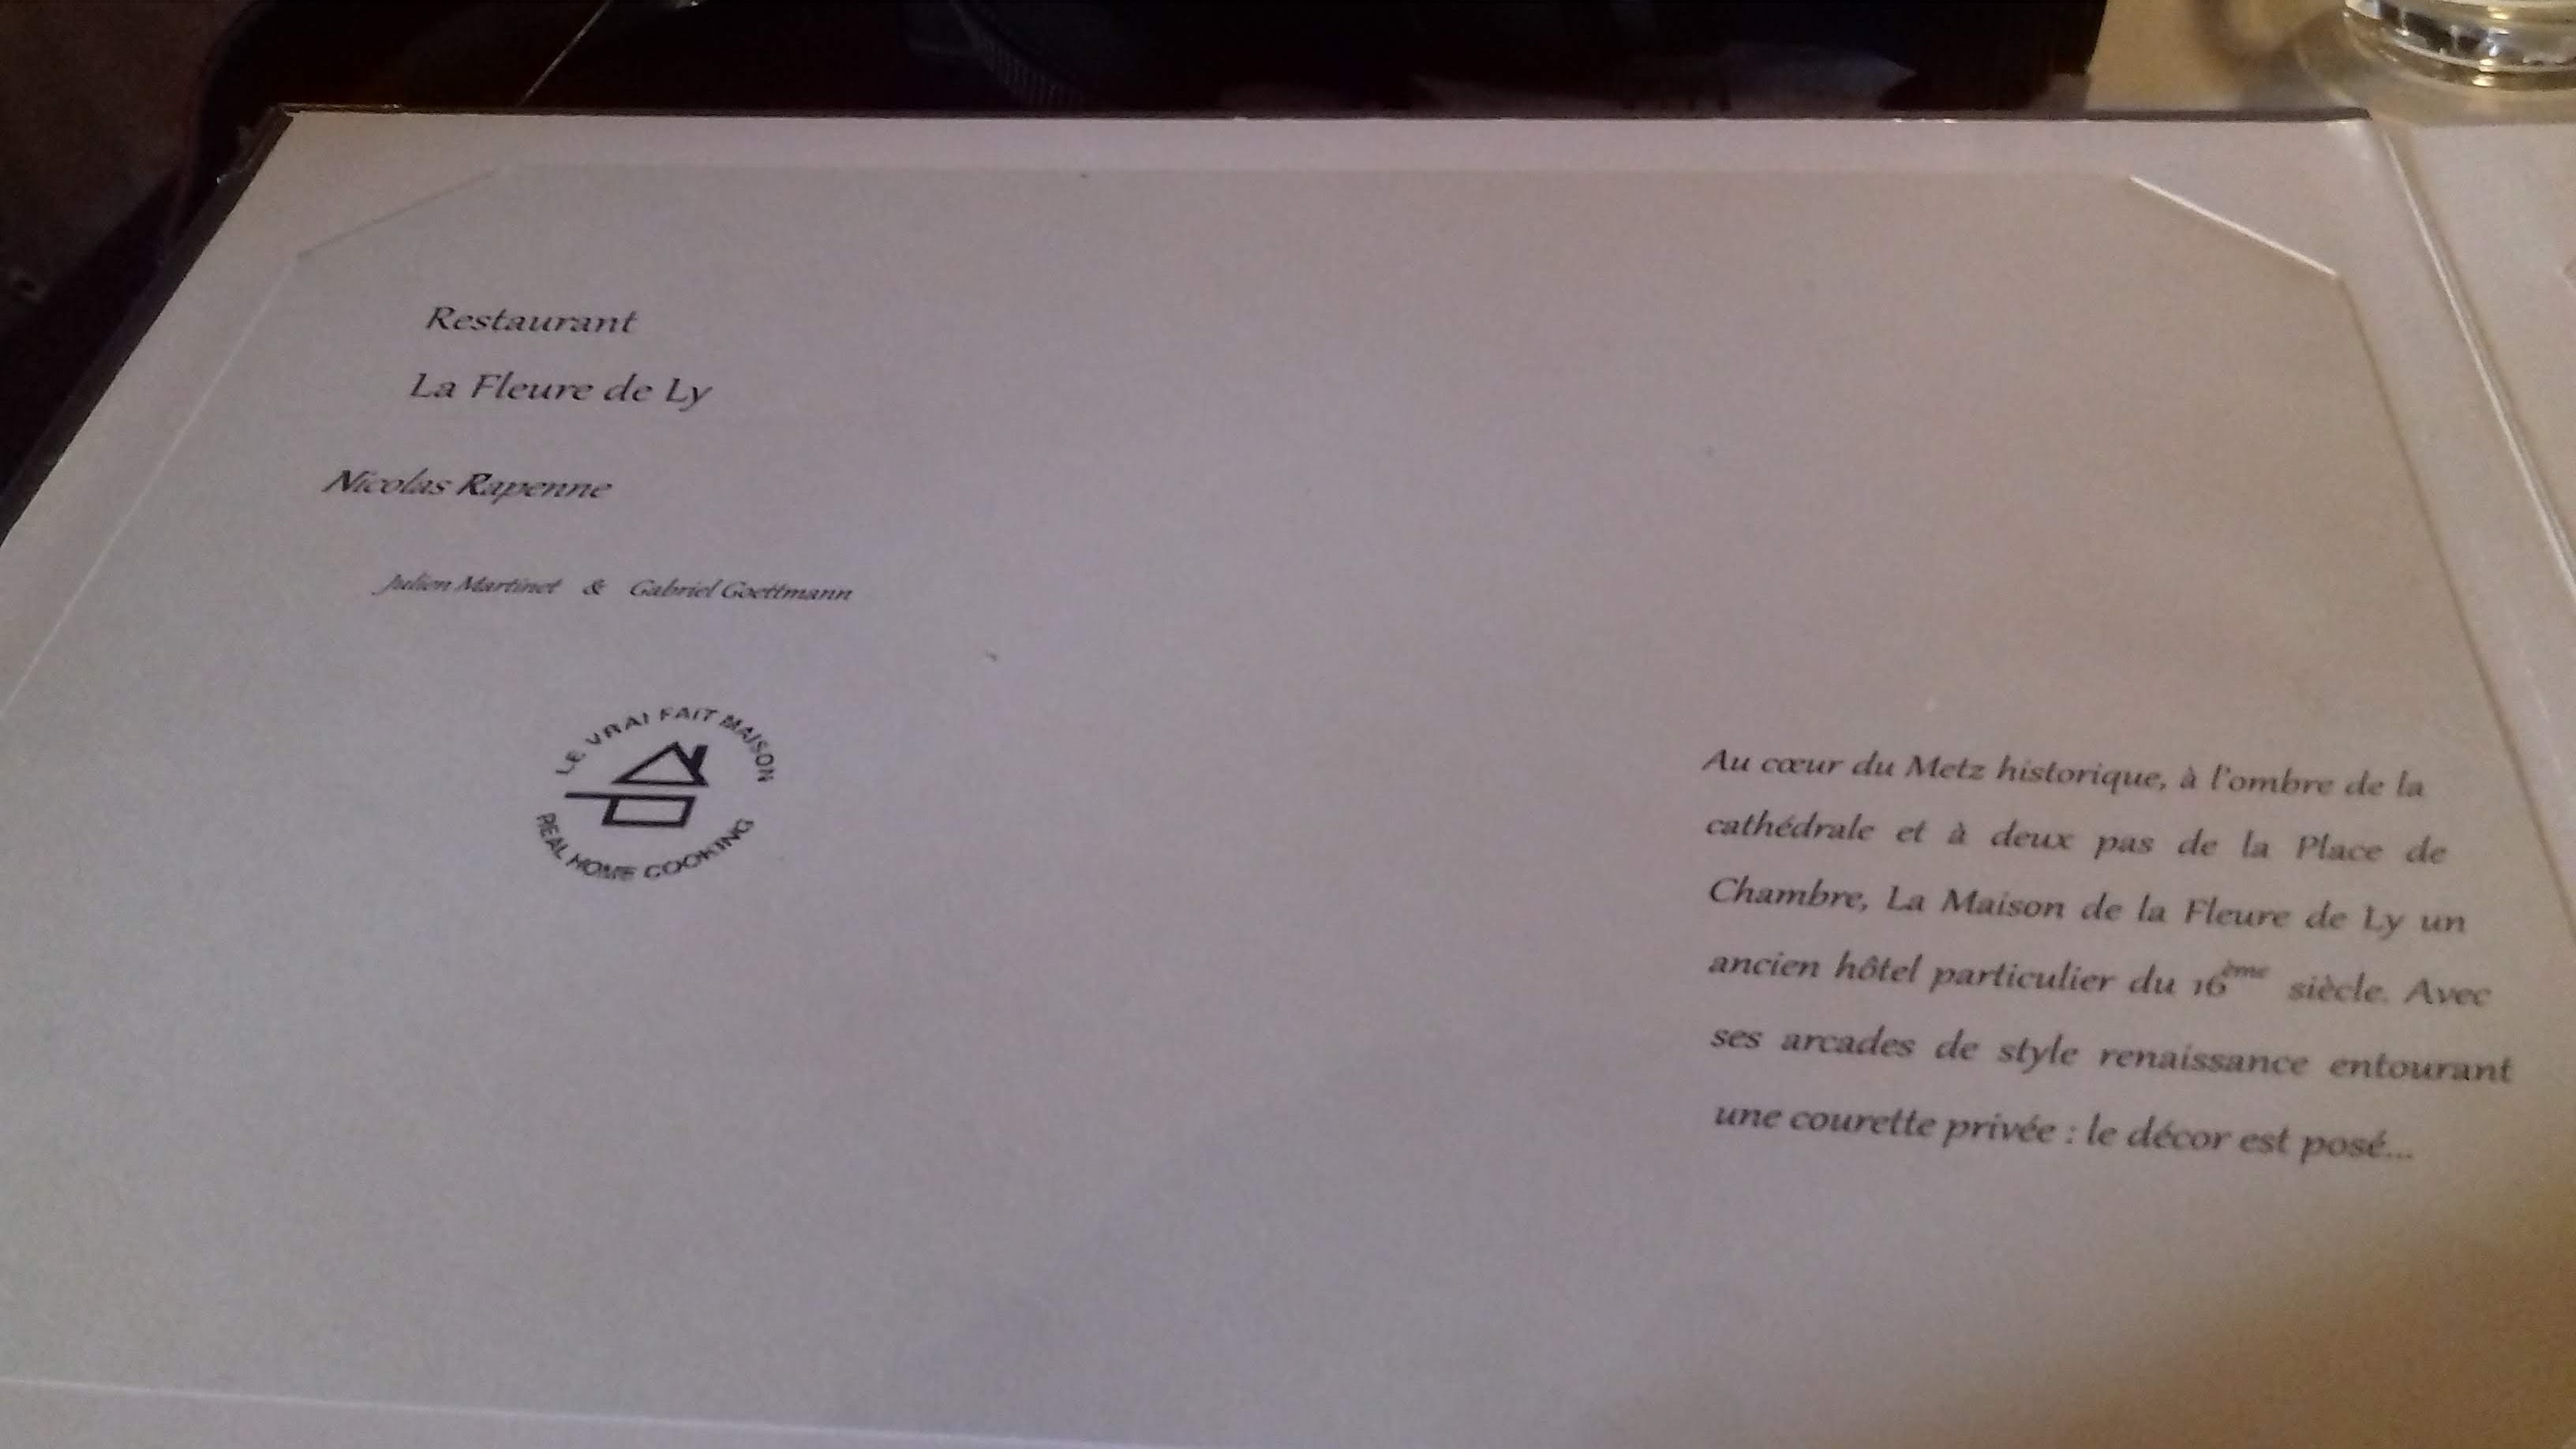 Restaurant
La Fleure de Ly
Nicolas Rapenne
Julien Martinet & Gabriel Goettmann
LE VRAI FAIT MAISON
REAL HOME COOKING
Au cœur du Metz historique, à l'ombre de la
cathédrale et à deux pas de la Place de
Chambre, La Maison de la Fleure de Ly un
ancien hôtel particulier du 16ème siècle. Avec
ses arcades de style renaissance entourant
une courette privée : le décor est posé...